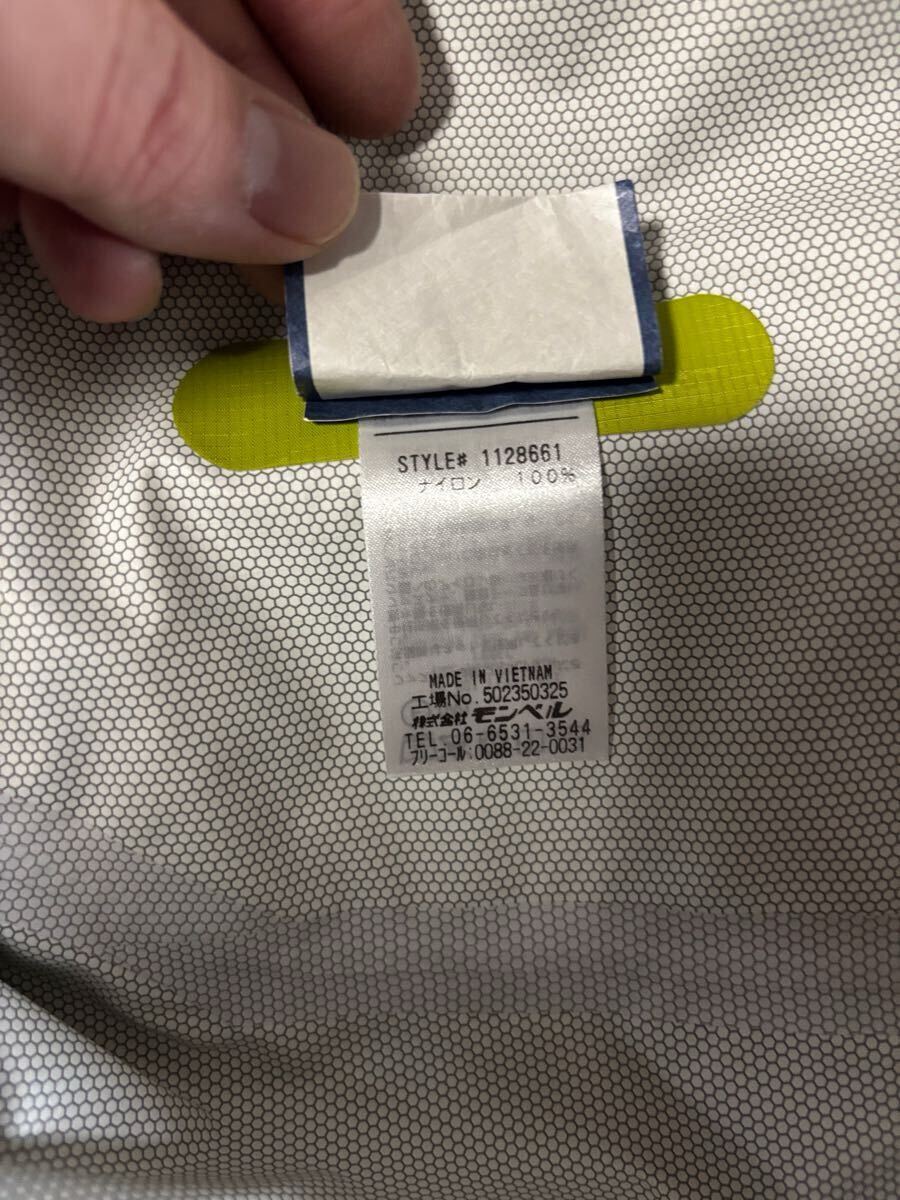 STYLE# 1128661
ナイロン 100%
MADE IN VIETNAM
工場No.502350325
株式会社 モンベル
TEL 06-6531-3544
フリーコール:0088-22-0031